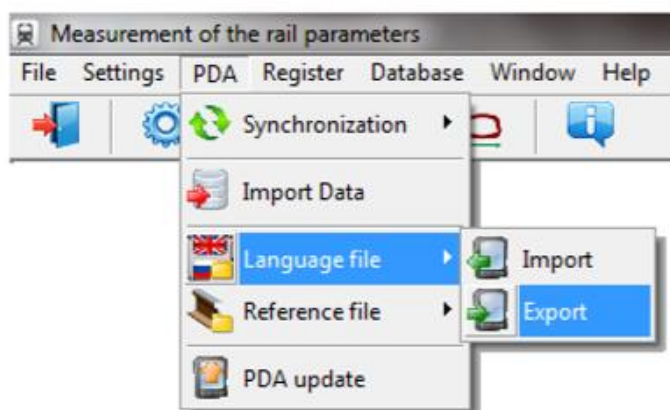 Measurement of the rail parameters
File Settings PDA Register Database Window Help
Synchronization
Import Data
Language file
Import
Reference file
Export
PDA update